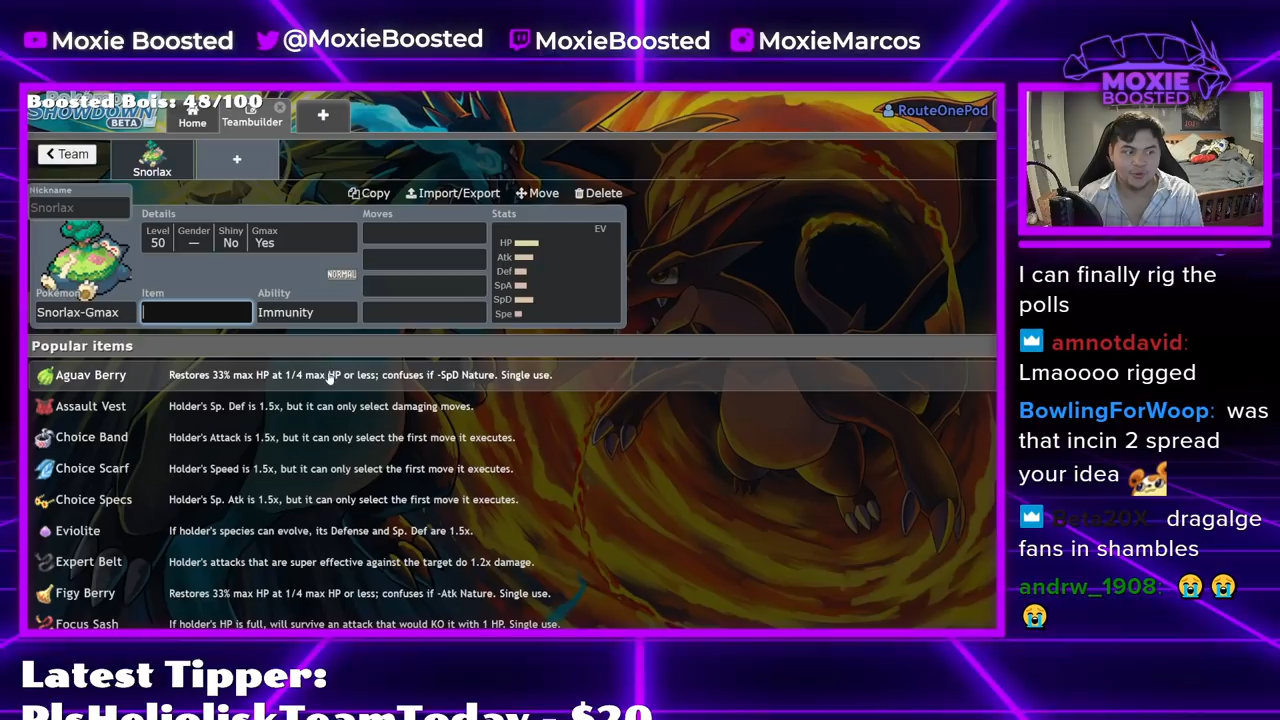 Moxie Boosted @MoxieBoosted MoxieBoosted MoxieMarcos
MOXIE
BOOSTED
Boosted Bois: 48/100
SHOWDOWN
BETA
Home
Teambuilder
+
RouteOnePod
Team
Snorlax
+
Copy Import/Export Move Delete
Nickname
Snorlax
Details
Level
50
Gender
—
Shiny
No
Gmax
Yes
NORMAL
Moves
Stats
EV
HP
Atk
Def
SpA
SpD
Spe
Pokémon
Snorlax-Gmax
Item
Ability
Immunity
Popular items
Aguav Berry Restores 33% max HP at 1/4 max HP or less; confuses if -SpD Nature. Single use.
Assault Vest Holder's Sp. Def is 1.5x, but it can only select damaging moves.
Choice Band Holder's Attack is 1.5x, but it can only select the first move it executes.
Choice Scarf Holder's Speed is 1.5x, but it can only select the first move it executes.
Choice Specs Holder's Sp. Atk is 1.5x, but it can only select the first move it executes.
Eviolite If holder's species can evolve, its Defense and Sp. Def are 1.5x.
Expert Belt Holder's attacks that are super effective against the target do 1.2x damage.
Figy Berry Restores 33% max HP at 1/4 max HP or less; confuses if -Atk Nature. Single use.
Focus Sash If holder's HP is full, will survive an attack that would KO it with 1 HP. Single use.
I can finally rig the
polls
amnotdavid:
Lmaoooo rigged
BowlingForWoop: was
that incin 2 spread
your idea
Beta20X dragalge
fans in shambles
andrw_1908: 😭 😭
😭
Latest Tipper:
PlsHelioliskTeamToday - $20